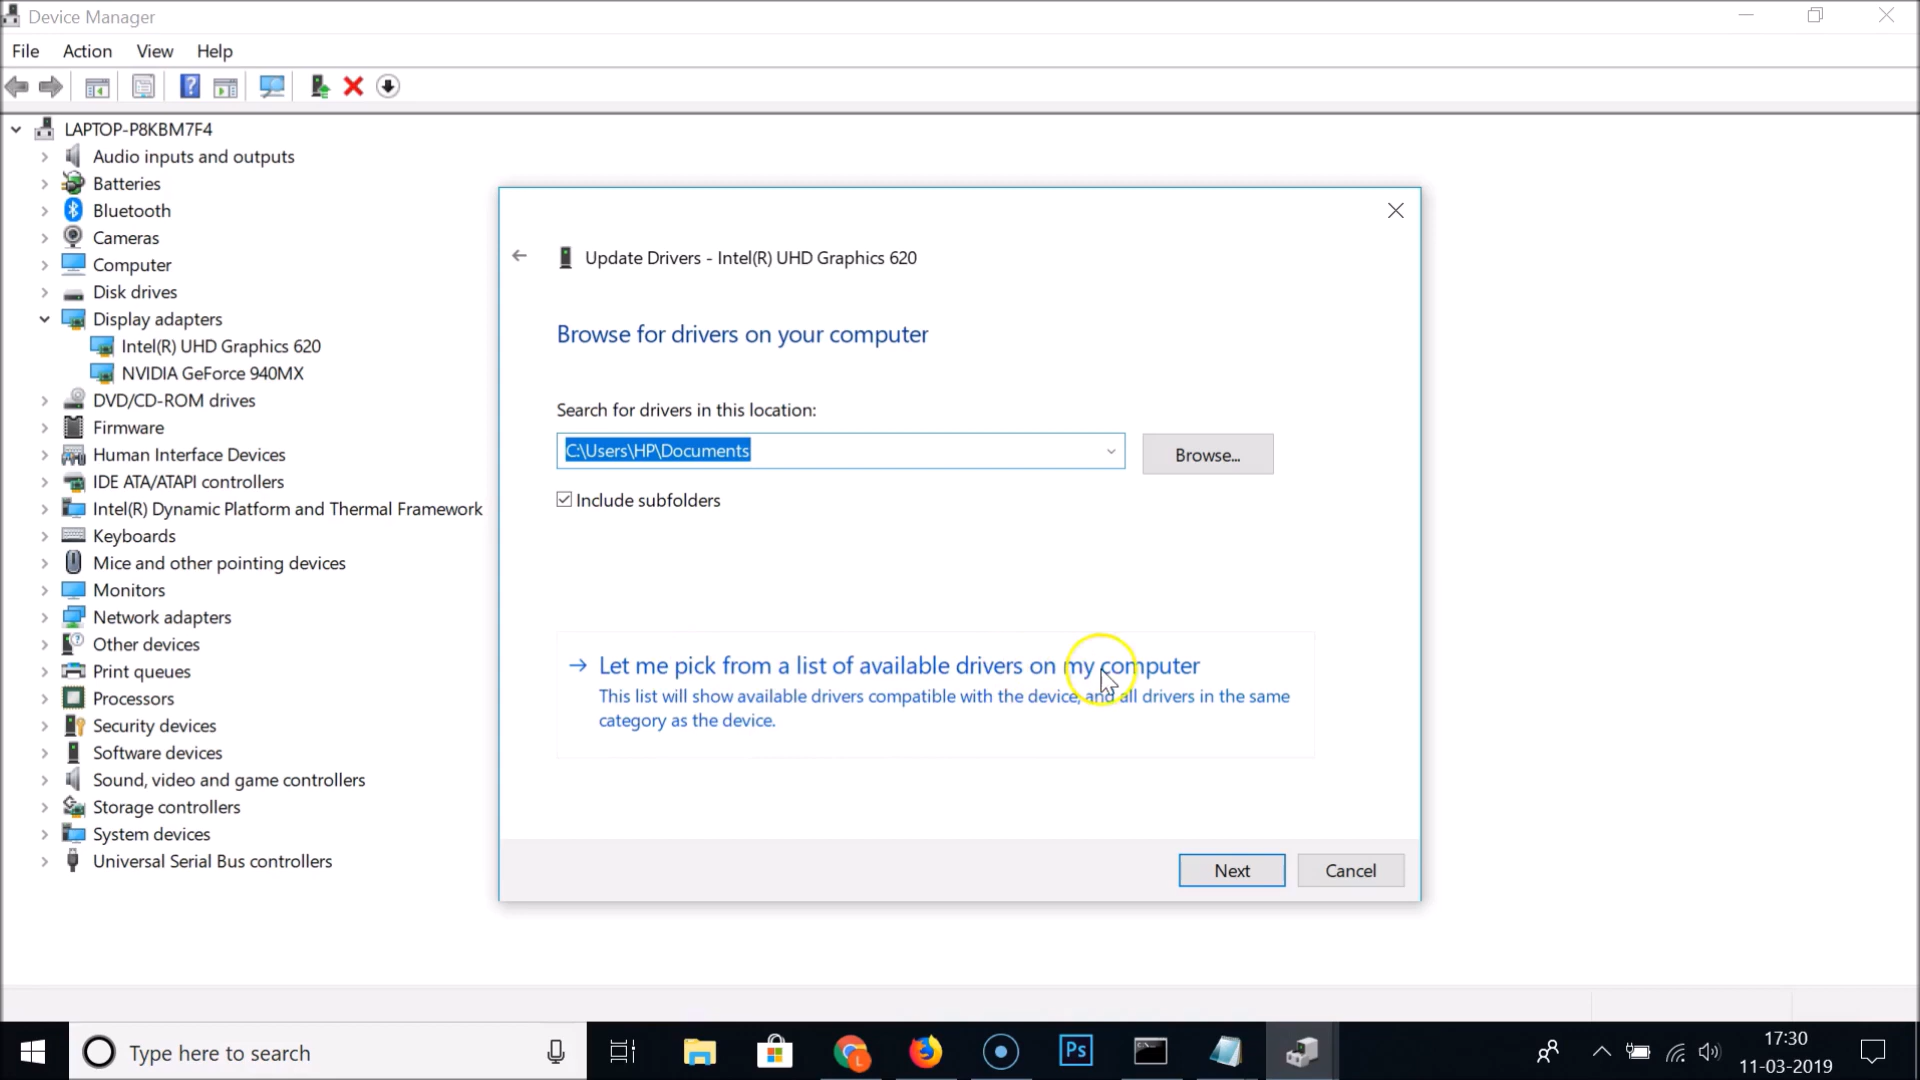 Device Manager
File Action View Help
LAPTOP-P8KBM7F4
Audio inputs and outputs
Batteries
Bluetooth
Cameras
Computer
Disk drives
Display adapters
Intel(R) UHD Graphics 620
NVIDIA GeForce 940MX
DVD/CD-ROM drives
Firmware
Human Interface Devices
IDE ATA/ATAPI controllers
Intel(R) Dynamic Platform and Thermal Framework
Keyboards
Mice and other pointing devices
Monitors
Network adapters
Other devices
Print queues
Processors
Security devices
Software devices
Sound, video and game controllers
Storage controllers
System devices
Universal Serial Bus controllers
Update Drivers - Intel(R) UHD Graphics 620
Browse for drivers on your computer
Search for drivers in this location:
C:\Users\HP\Documents
Browse...
Include subfolders
Let me pick from a list of available drivers on my computer
This list will show available drivers compatible with the device, and all drivers in the same
category as the device.
Next Cancel
Type here to search
Ps
17:30
11-03-2019